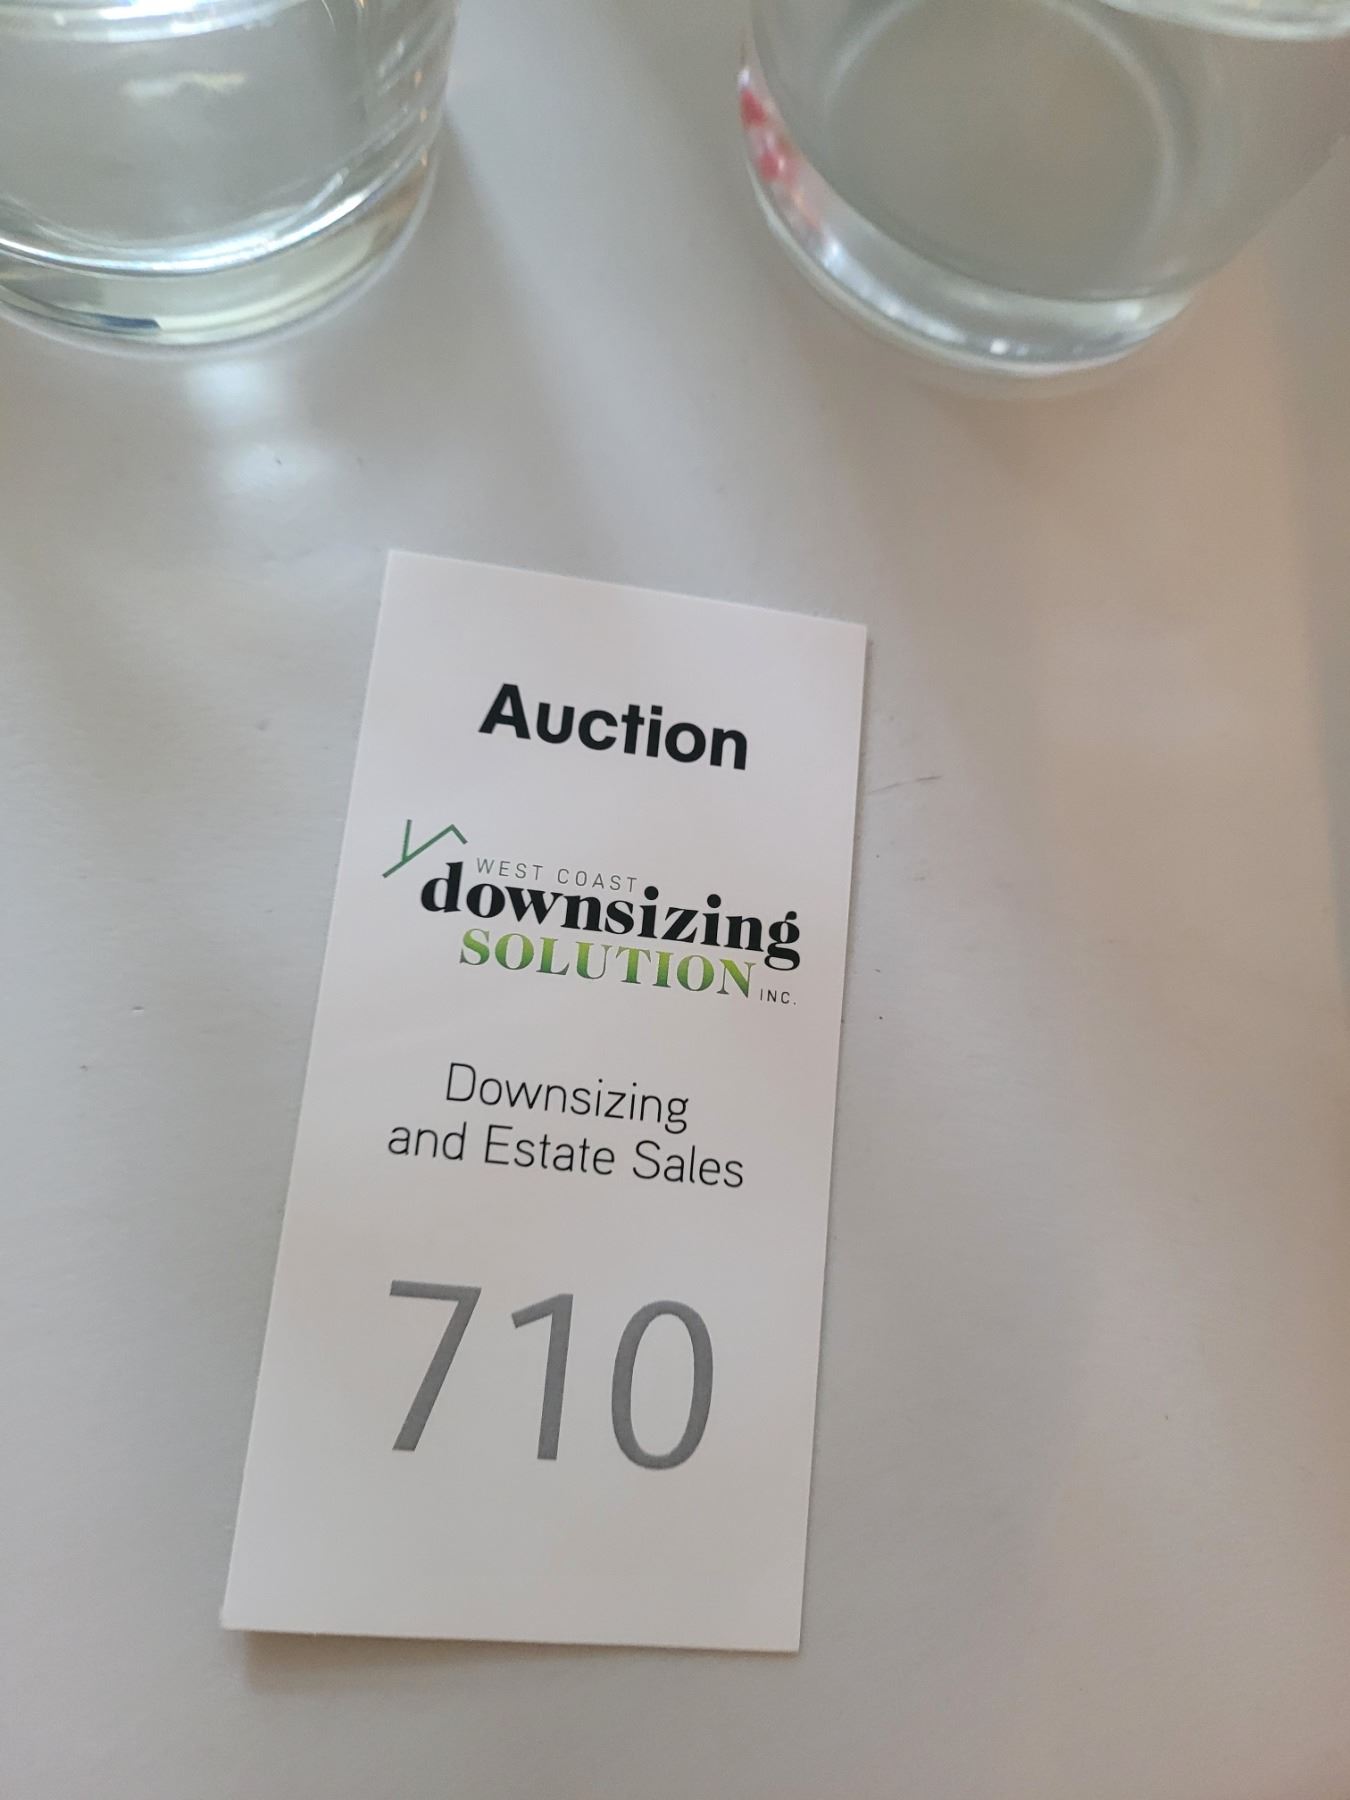 Auction
WEST COAST
downsizing
SOLUTION INC.
Downsizing
and Estate Sales
710